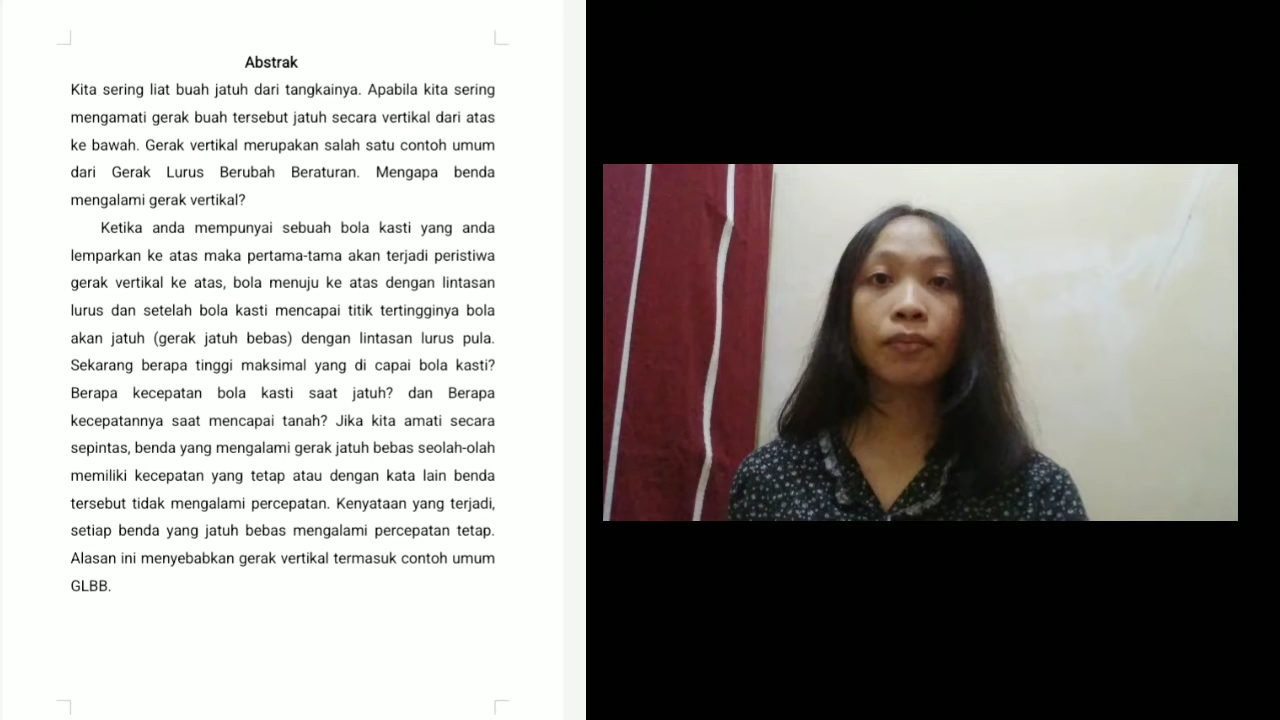 Abstrak
Kita sering liat buah jatuh dari tangkainya. Apabila kita sering
mengamati gerak buah tersebut jatuh secara vertikal dari atas
ke bawah. Gerak vertikal merupakan salah satu contoh umum
dari Gerak Lurus Berubah Beraturan. Mengapa benda
mengalami gerak vertikal?
Ketika anda mempunyai sebuah bola kasti yang anda
lemparkan ke atas maka pertama-tama akan terjadi peristiwa
gerak vertikal ke atas, bola menuju ke atas dengan lintasan
lurus dan setelah bola kasti mencapai titik tertingginya bola
akan jatuh (gerak jatuh bebas) dengan lintasan lurus pula.
Sekarang berapa tinggi maksimal yang di capai bola kasti?
Berapa kecepatan bola kasti saat jatuh? dan Berapa
kecepatannya saat mencapai tanah? Jika kita amati secara
sepintas, benda yang mengalami gerak jatuh bebas seolah-olah
memiliki kecepatan yang tetap atau dengan kata lain benda
tersebut tidak mengalami percepatan. Kenyataan yang terjadi,
setiap benda yang jatuh bebas mengalami percepatan tetap.
Alasan ini menyebabkan gerak vertikal termasuk contoh umum
GLBB.